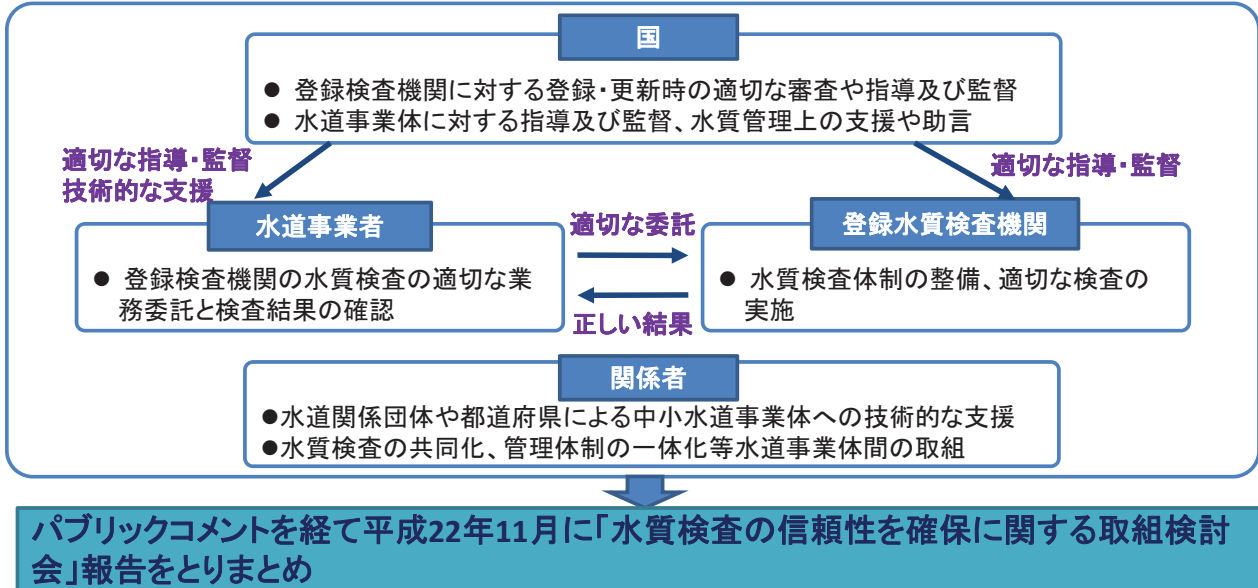 国
● 登録検査機関に対する登録・更新時の適切な審査や指導及び監督
● 水道事業体に対する指導及び監督、水質管理上の支援や助言
適切な指導・監督
技術的な支援
適切な指導・監督
水道事業者
● 登録検査機関の水質検査の適切な業
務委託と検査結果の確認
適切な委託
正しい結果
登録水質検査機関
● 水質検査体制の整備、適切な検査の
実施
関係者
●水道関係団体や都道府県による中小水道事業体への技術的な支援
●水質検査の共同化、管理体制の一体化等水道事業体間の取組
パブリックコメントを経て平成22年11月に「水質検査の信頼性を確保に関する取組検討
会」報告をとりまとめ